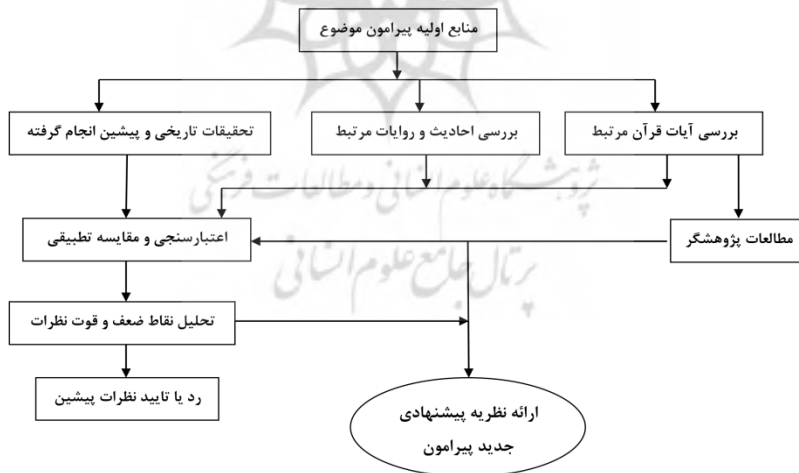 منابع اولیه پیرامون موضوع
بررسی آیات قرآن مرتبط
بررسی احادیث و روایات مرتبط
تحقیقات تاریخی و پیشین انجام گرفته
پژوهشگاه علوم انسانی و مطالعات فرهنگی
مطالعات پژوهشگر
اعتبارسنجی و مقایسه تطبیقی
پرتال جامع علوم انسانی
تحلیل نقاط ضعف و قوت نظرات
رد یا تایید نظرات پیشین
ارائه نظریه پیشنهادی
جدید پیرامون